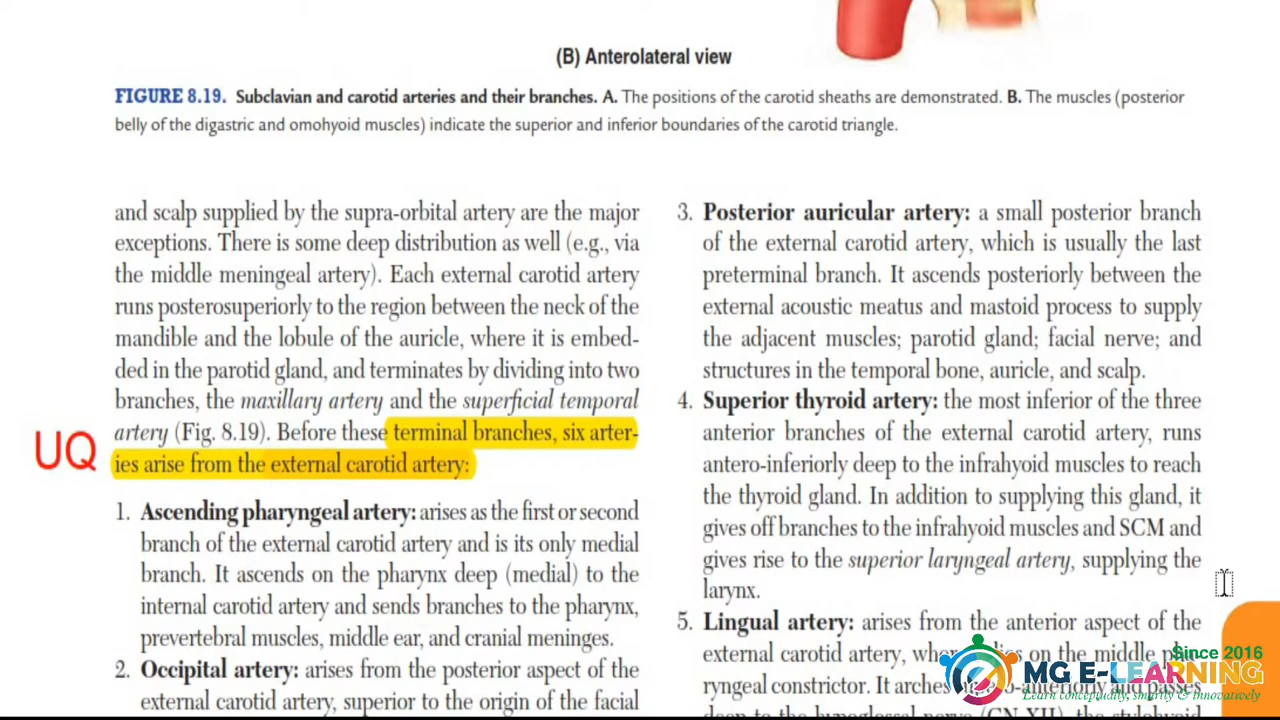 (B) Anterolateral view
FIGURE 8.19. Subclavian and carotid arteries and their branches. A. The positions of the carotid sheaths are demonstrated. B. The muscles (posterior
belly of the digastric and omohyoid muscles) indicate the superior and inferior boundaries of the carotid triangle.
and scalp supplied by the supra-orbital artery are the major
exceptions. There is some deep distribution as well (e.g., via
the middle meningeal artery). Each external carotid artery
runs posterosuperiorly to the region between the neck of the
mandible and the lobule of the auricle, where it is embed-
ded in the parotid gland, and terminates by dividing into two
branches, the maxillary artery and the superficial temporal
artery (Fig. 8.19). Before these terminal branches, six arter-
UQ
ies arise from the external carotid artery:
1. Ascending pharyngeal artery: arises as the first or second
branch of the external carotid artery and is its only medial
branch. It ascends on the pharynx deep (medial) to the
internal carotid artery and sends branches to the pharynx,
prevertebral muscles, middle ear, and cranial meninges.
2. Occipital artery: arises from the posterior aspect of the
external carotid artery, superior to the origin of the facial
3. Posterior auricular artery: a small posterior branch
of the external carotid artery, which is usually the last
preterminal branch. It ascends posteriorly between the
external acoustic meatus and mastoid process to supply
the adjacent muscles; parotid gland; facial nerve; and
structures in the temporal bone, auricle, and scalp.
4. Superior thyroid artery: the most inferior of the three
anterior branches of the external carotid artery, runs
antero-inferiorly deep to the infrahyoid muscles to reach
the thyroid gland. In addition to supplying this gland, it
gives off branches to the infrahyoid muscles and SCM and
gives rise to the superior laryngeal artery, supplying the
larynx.
5. Lingual artery: arises from the anterior aspect of the
external carotid artery, on the middle
ryngeal constrictor. It arches and passes
deep to the hypoglossal nerve (CN XII), the stylohyoid
Since 2016
MG E-LEARNING
Learn conceptually, smartly & Innovatively